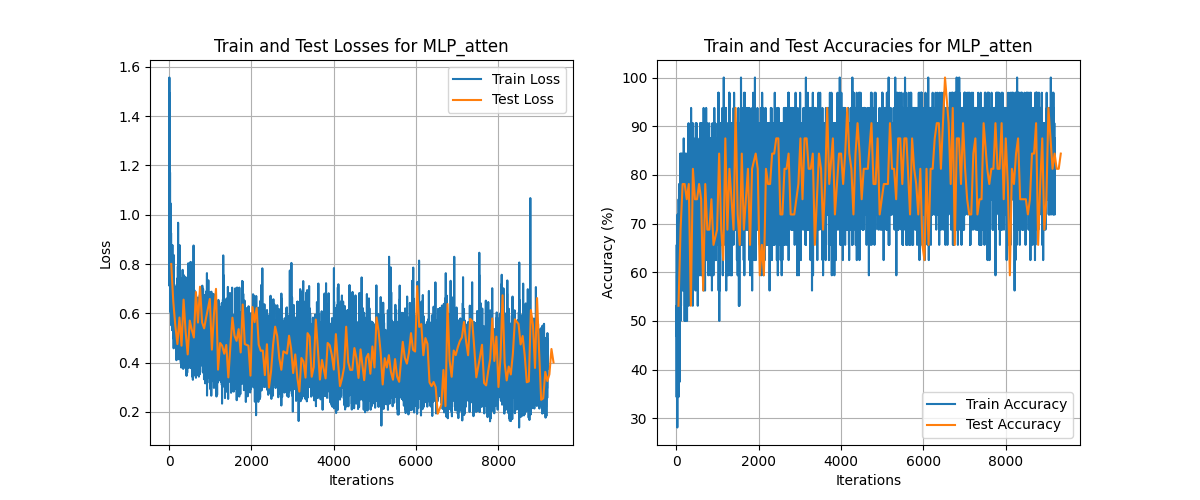 Train and Test Losses for MLP_atten
1.6
1.4
1.2
1.0
0.8
0.6
0.4
0.2
Loss
Train Loss
Test Loss
0 2000 4000 6000 8000
Iterations
Train and Test Accuracies for MLP_atten
100
90
80
70
60
50
40
30
Accuracy (%)
Train Accuracy
Test Accuracy
0 2000 4000 6000 8000
Iterations